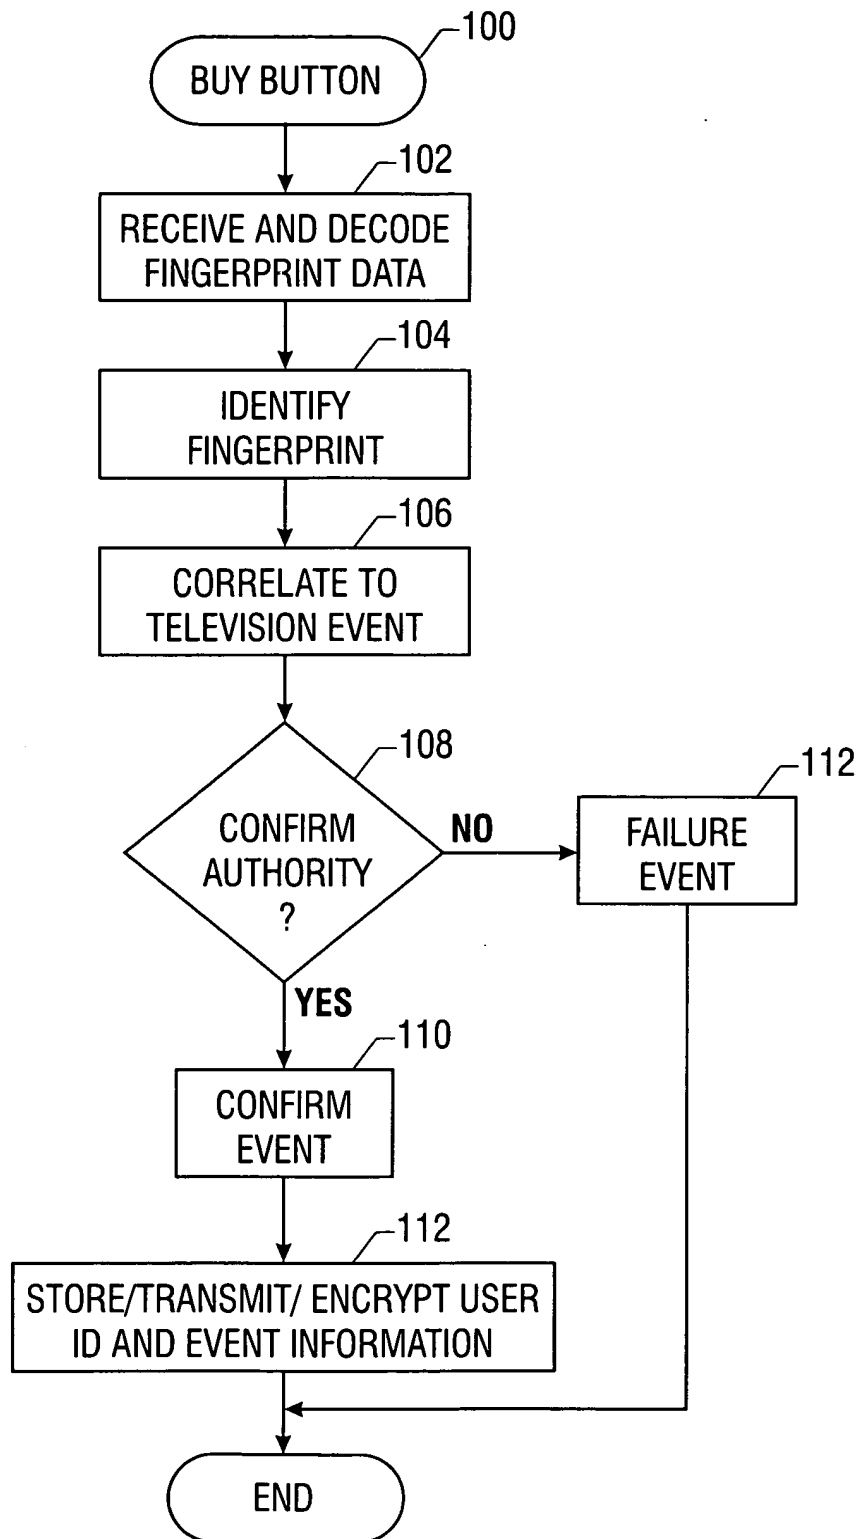 100
BUY BUTTON
102
RECEIVE AND DECODE
FINGERPRINT DATA
104
IDENTIFY
FINGERPRINT
106
CORRELATE TO
TELEVISION EVENT
108
CONFIRM
AUTHORITY
?
NO
112
FAILURE
EVENT
YES
110
CONFIRM
EVENT
112
STORE/TRANSMIT/ ENCRYPT USER
ID AND EVENT INFORMATION
END